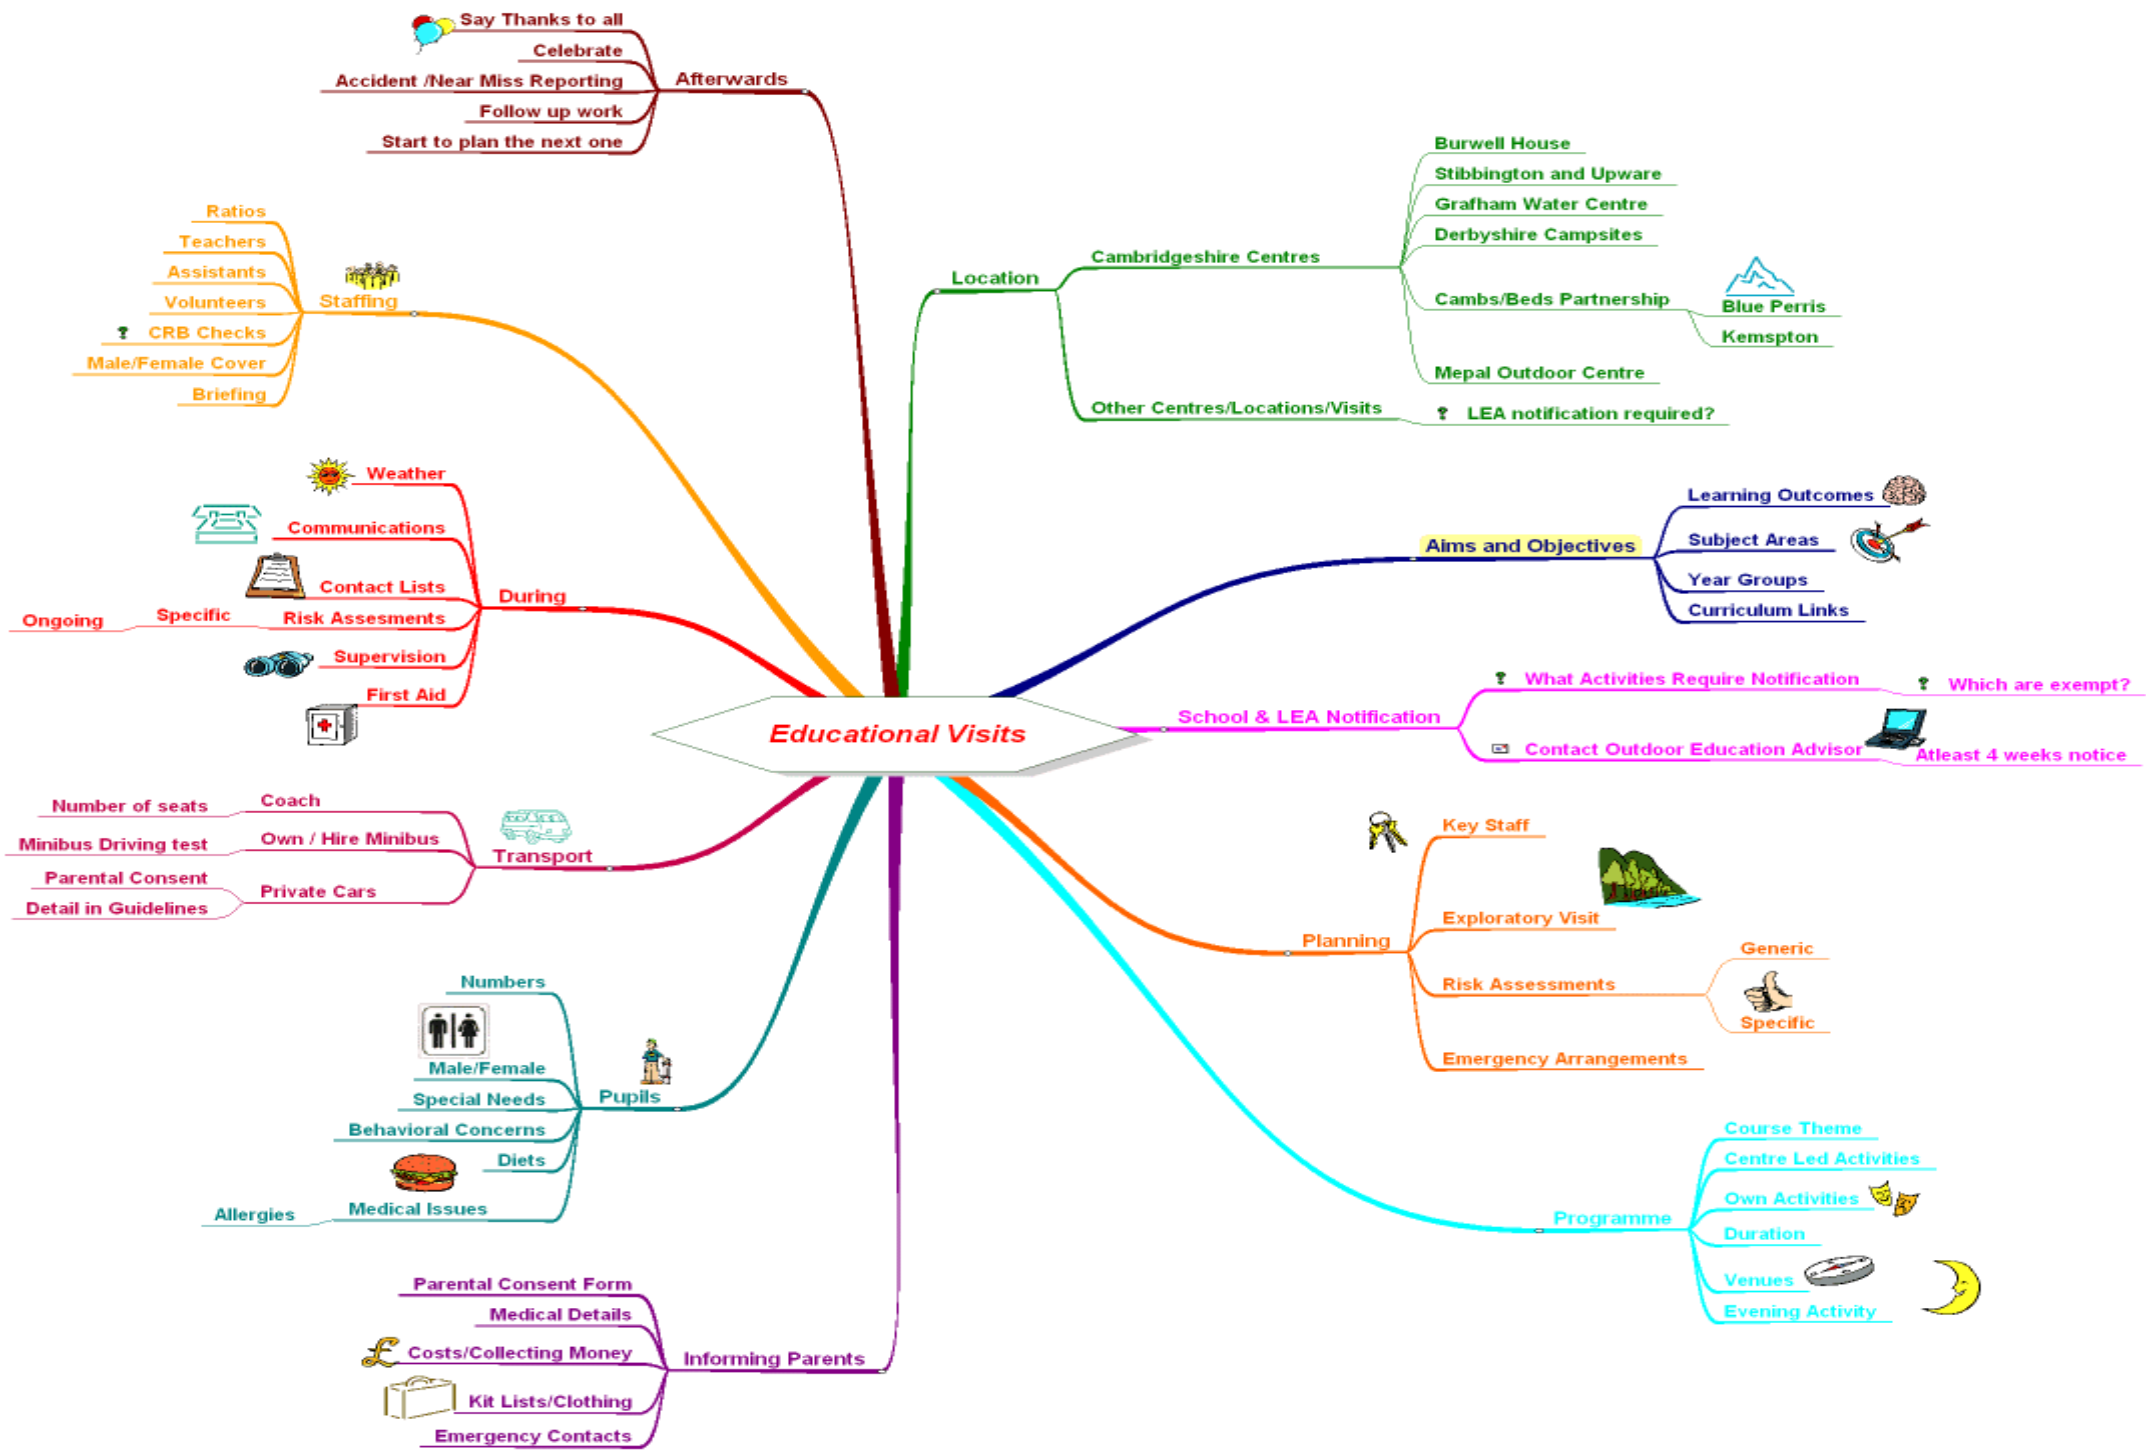 Educational Visits
Location
Cambridgeshire Centres
Burwell House
Stibbington and Upware
Grafham Water Centre
Derbyshire Campsites
Cambs/Beds Partnership
Blue Perris
Kemspton
Mepal Outdoor Centre
Other Centres/Locations/Visits
LEA notification required?
Aims and Objectives
Learning Outcomes
Subject Areas
Year Groups
Curriculum Links
School & LEA Notification
What Activities Require Notification
Which are exempt?
Contact Outdoor Education Advisor
Atleast 4 weeks notice
Planning
Key Staff
Exploratory Visit
Risk Assessments
Generic
Specific
Emergency Arrangements
Programme
Course Theme
Centre Led Activities
Own Activities
Duration
Venues
Evening Activity
Informing Parents
Parental Consent Form
Medical Details
£ Costs/Collecting Money
Kit Lists/Clothing
Emergency Contacts
Pupils
Numbers
Male/Female
Special Needs
Behavioral Concerns
Diets
Medical Issues
Allergies
Transport
Coach
Number of seats
Own / Hire Minibus
Minibus Driving test
Private Cars
Parental Consent
Detail in Guidelines
During
Weather
Communications
Contact Lists
Risk Assesments
Specific
Ongoing
Supervision
First Aid
Staffing
Ratios
Teachers
Assistants
Volunteers
CRB Checks
Male/Female Cover
Briefing
Afterwards
Say Thanks to all
Celebrate
Accident /Near Miss Reporting
Follow up work
Start to plan the next one